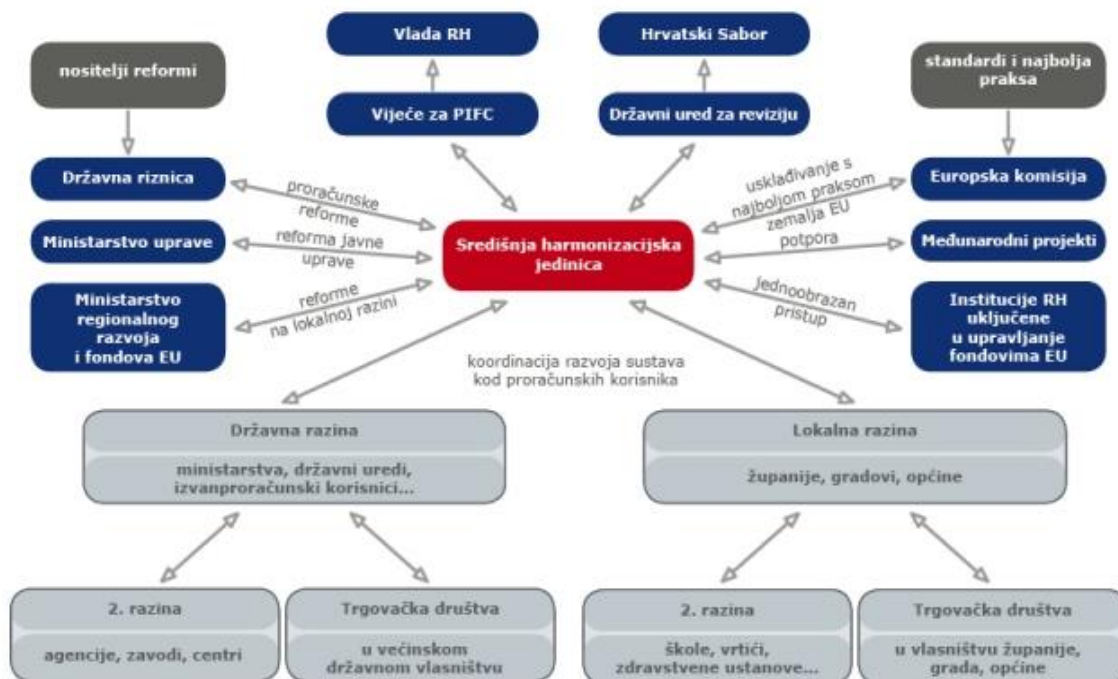 Vlada RH
Hrvatski Sabor
nositelji reformi
standardi i najbolja
praksa
Vijeće za PIFC
Državni ured za reviziju
Državna riznica
proračunske
reforme
usklađivanje s
najboljom praksom
zemalja EU
Europska komisija
Ministarstvo uprave
reforma javne
uprave
Središnja harmonizacijska
jedinica
potpora
Međunarodni projekti
Ministarstvo
regionalnog
razvoja
i fondova EU
reforme
na lokalnoj razini
jednoobrazan
pristup
Institucije RH
uključene
u upravljanje
fondovima EU
koordinacija razvoja sustava
kod proračunskih korisnika
Državna razina
ministarstva, državni uredi,
izvanproračunski korisnici...
Lokalna razina
županije, gradovi, općine
2. razina
agencije, zavodi, centri
Trgovačka društva
u većinskom
državnom vlasništvu
2. razina
škole, vrtići,
zdravstvene ustanove...
Trgovačka društva
u vlasništvu županije,
grada, općine